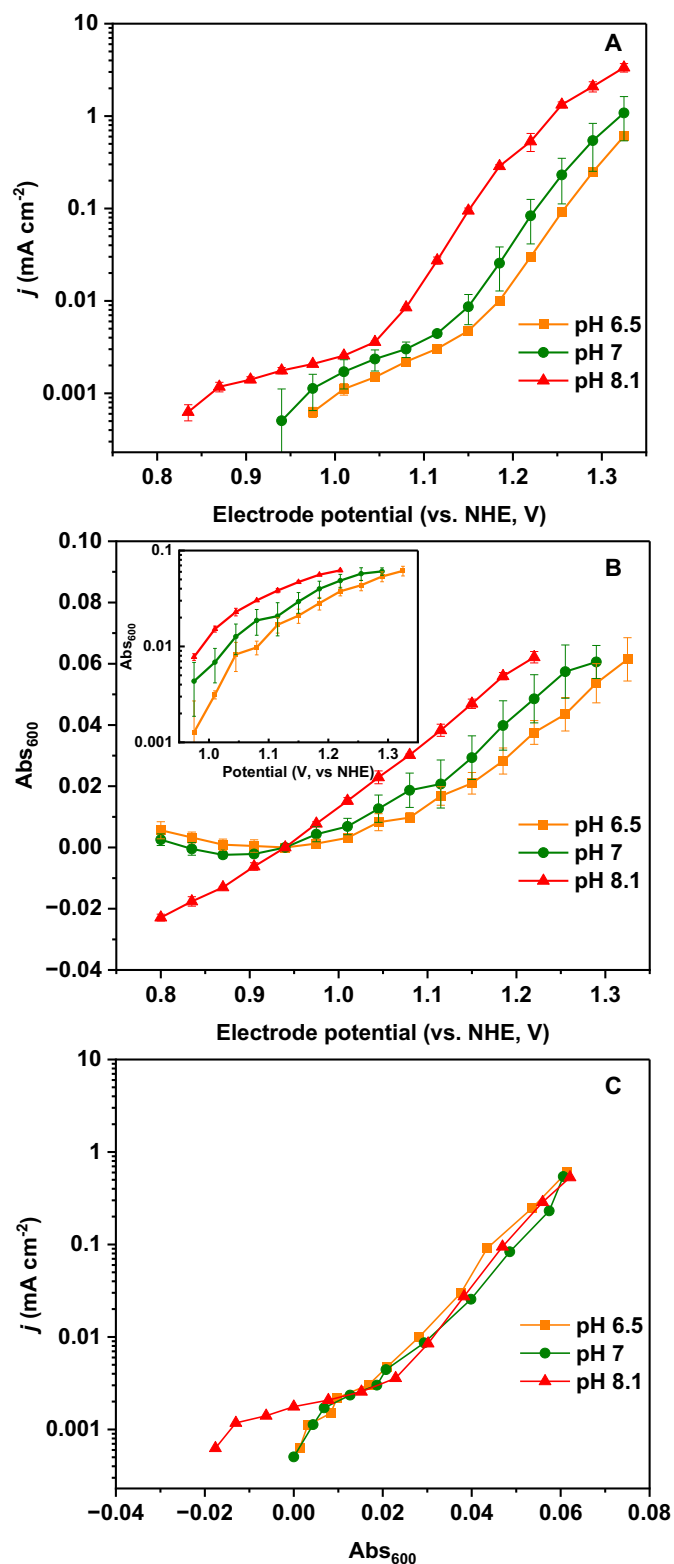 10
A
1
0.1
j (mA cm⁻²)
0.01
0.001
pH 6.5
pH 7
pH 8.1
0.8 0.9 1.0 1.1 1.2 1.3
Electrode potential (vs. NHE, V)
0.10
B
0.08
0.06
0.04
0.02
0.00
−0.02
−0.04
Abs₆₀₀
0.1
0.01
0.001
Abs₆₀₀
1.0 1.1 1.2 1.3
Potential (V, vs NHE)
pH 6.5
pH 7
pH 8.1
0.8 0.9 1.0 1.1 1.2 1.3
Electrode potential (vs. NHE, V)
10
C
1
0.1
j (mA cm⁻²)
0.01
0.001
pH 6.5
pH 7
pH 8.1
−0.04 −0.02 0.00 0.02 0.04 0.06 0.08
Abs₆₀₀